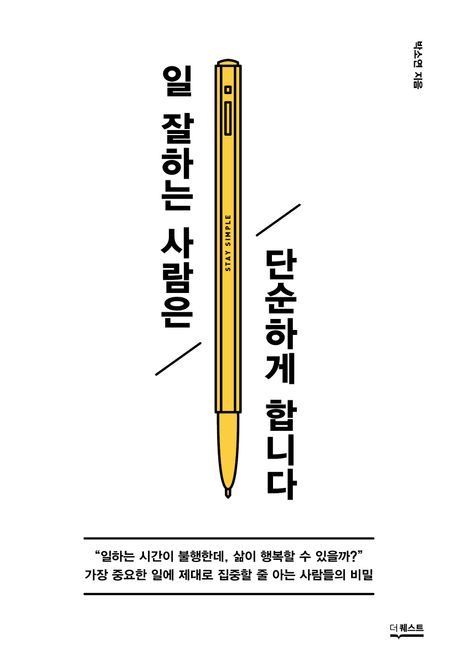 박소연 지음
일 잘하는 사람은
단순하게 합니다
STAY SIMPLE
“일하는 시간이 불행한데, 삶이 행복할 수 있을까?”
가장 중요한 일에 제대로 집중할 줄 아는 사람들의 비밀
더 퀘스트